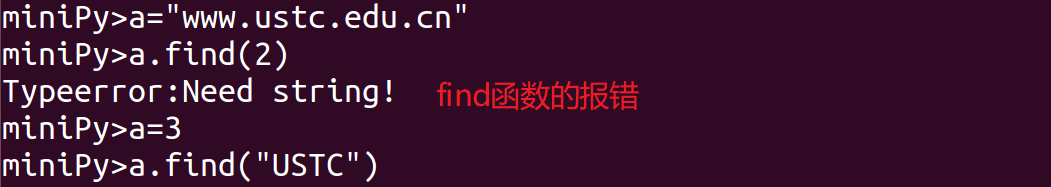 miniPy>a="www.ustc.edu.cn"
miniPy>a.find(2)
Typeerror:Need string! find函数的报错
miniPy>a=3
miniPy>a.find("USTC")